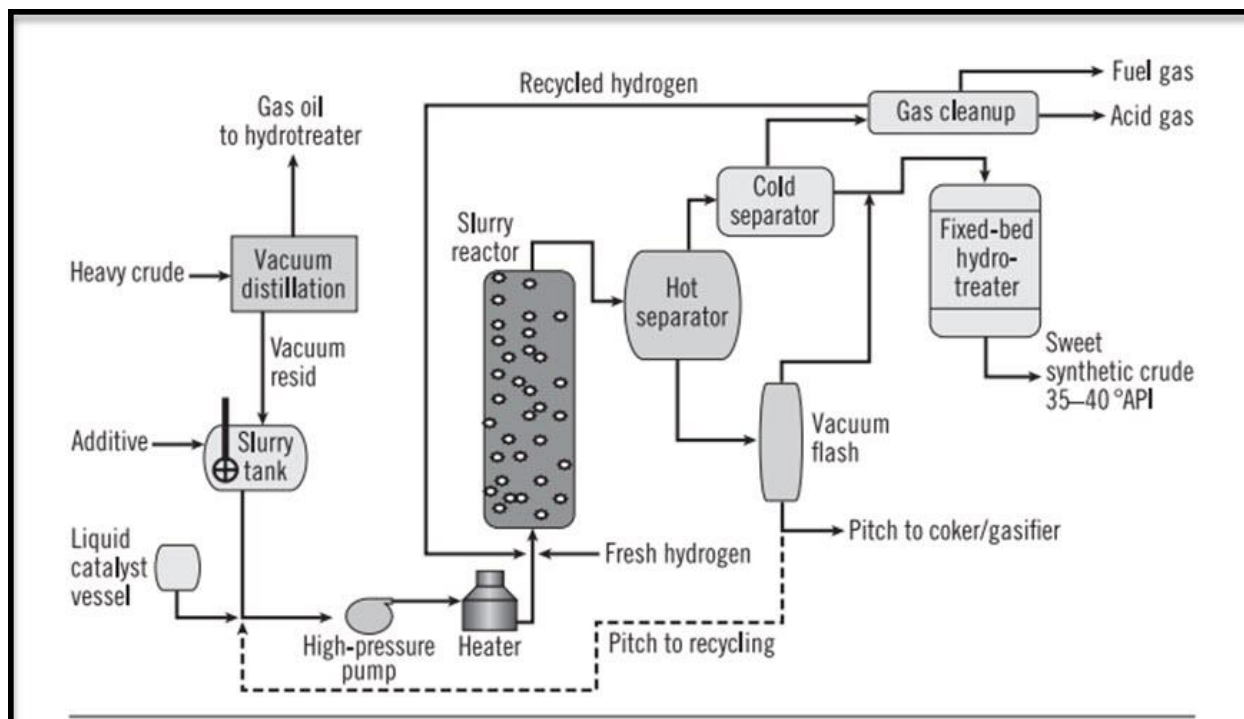 Recycled hydrogen
Fuel gas
Gas cleanup
Acid gas
Gas oil
to hydrotreater
Cold
separator
Slurry
reactor
Fixed-bed
hydro-
treater
Heavy crude
Vacuum
distillation
Hot
separator
Vacuum
resid
Sweet
synthetic crude
35–40 °API
Additive
Slurry
tank
Vacuum
flash
Pitch to coker/gasifier
Liquid
catalyst
vessel
Fresh hydrogen
High-pressure
pump
Heater
Pitch to recycling